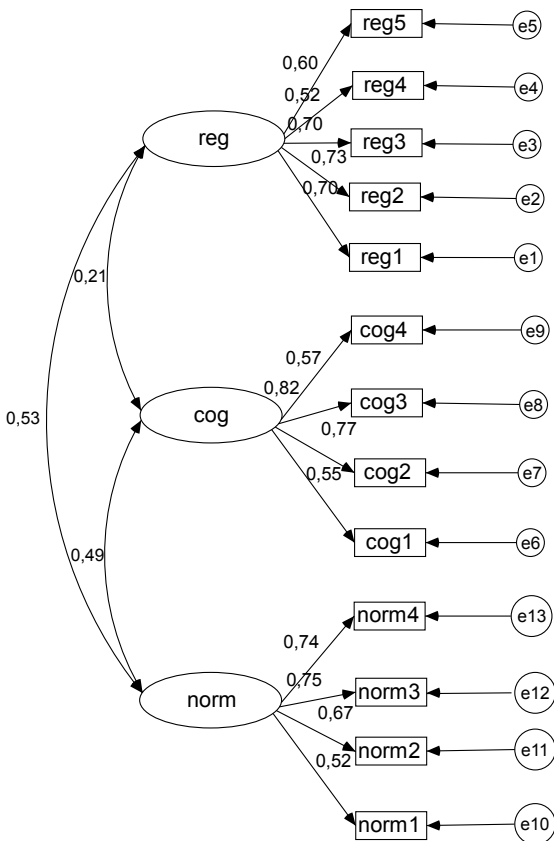 reg5
e5
0,60
reg4
e4
0,52
0,70
reg
reg3
e3
0,73
0,70
reg2
e2
reg1
e1
0,21
cog4
e9
0,57
0,82
cog3
e8
0,53
cog
0,77
cog2
e7
0,55
cog1
e6
0,49
norm4
e13
0,74
0,75
norm
norm3
e12
0,67
norm2
e11
0,52
norm1
e10